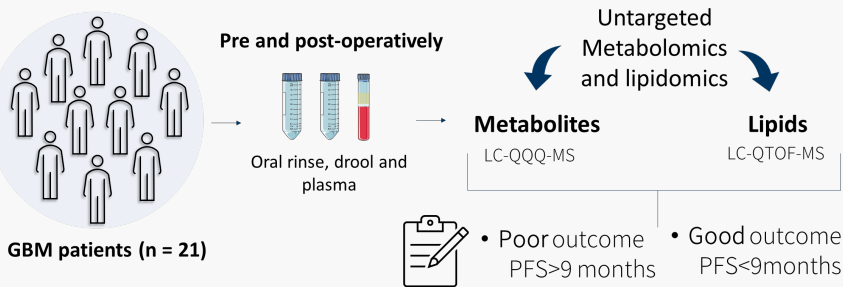 GBM patients (n = 21)
Pre and post-operatively
Oral rinse, drool and
plasma
Untargeted
Metabolomics
and lipidomics
Metabolites
LC-QQQ-MS
Lipids
LC-QTOF-MS
• Poor outcome
PFS>9 months
• Good outcome
PFS<9months